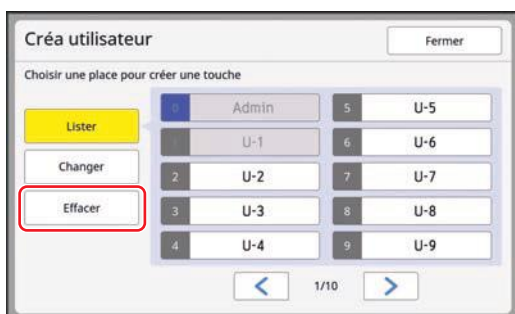 Créa utilisateur
Fermer
Choisir une place pour créer une touche
Lister
Changer
Effacer
0 Admin
1 U-1
2 U-2
3 U-3
4 U-4
5 U-5
6 U-6
7 U-7
8 U-8
9 U-9
1/10